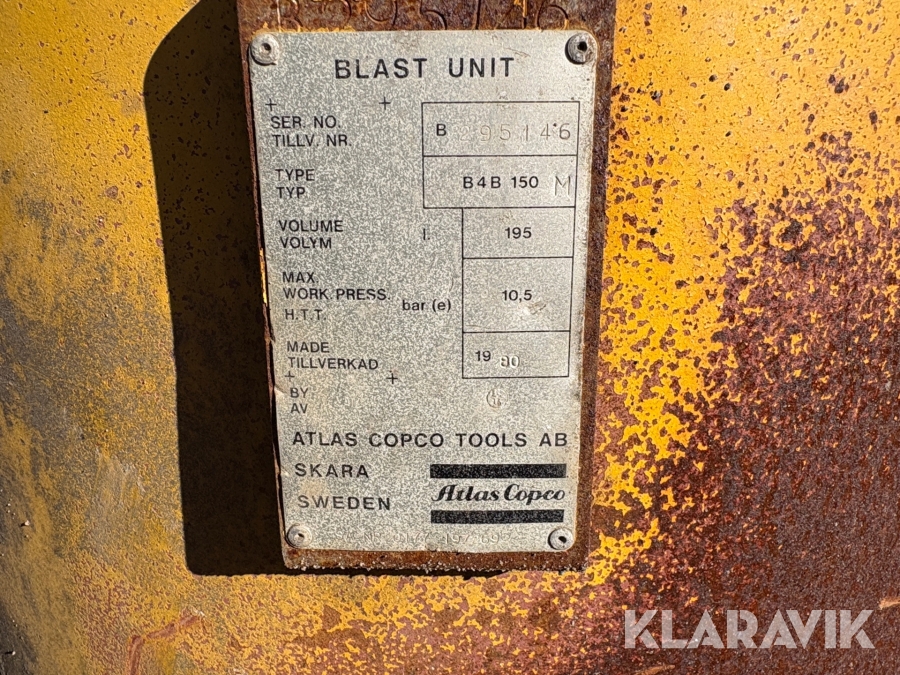 BLAST UNIT
SER. NO. B 95146
TILLV. NR.
TYPE B4B 150 M
TYP
VOLUME l. 195
VOLYM
MAX.
WORK. PRESS. bar (e) 10,5
H.T.T.
MADE 19 80
TILLVERKAD
BY
AV
ATLAS COPCO TOOLS AB
SKARA
SWEDEN Atlas Copco
KLARAVIK